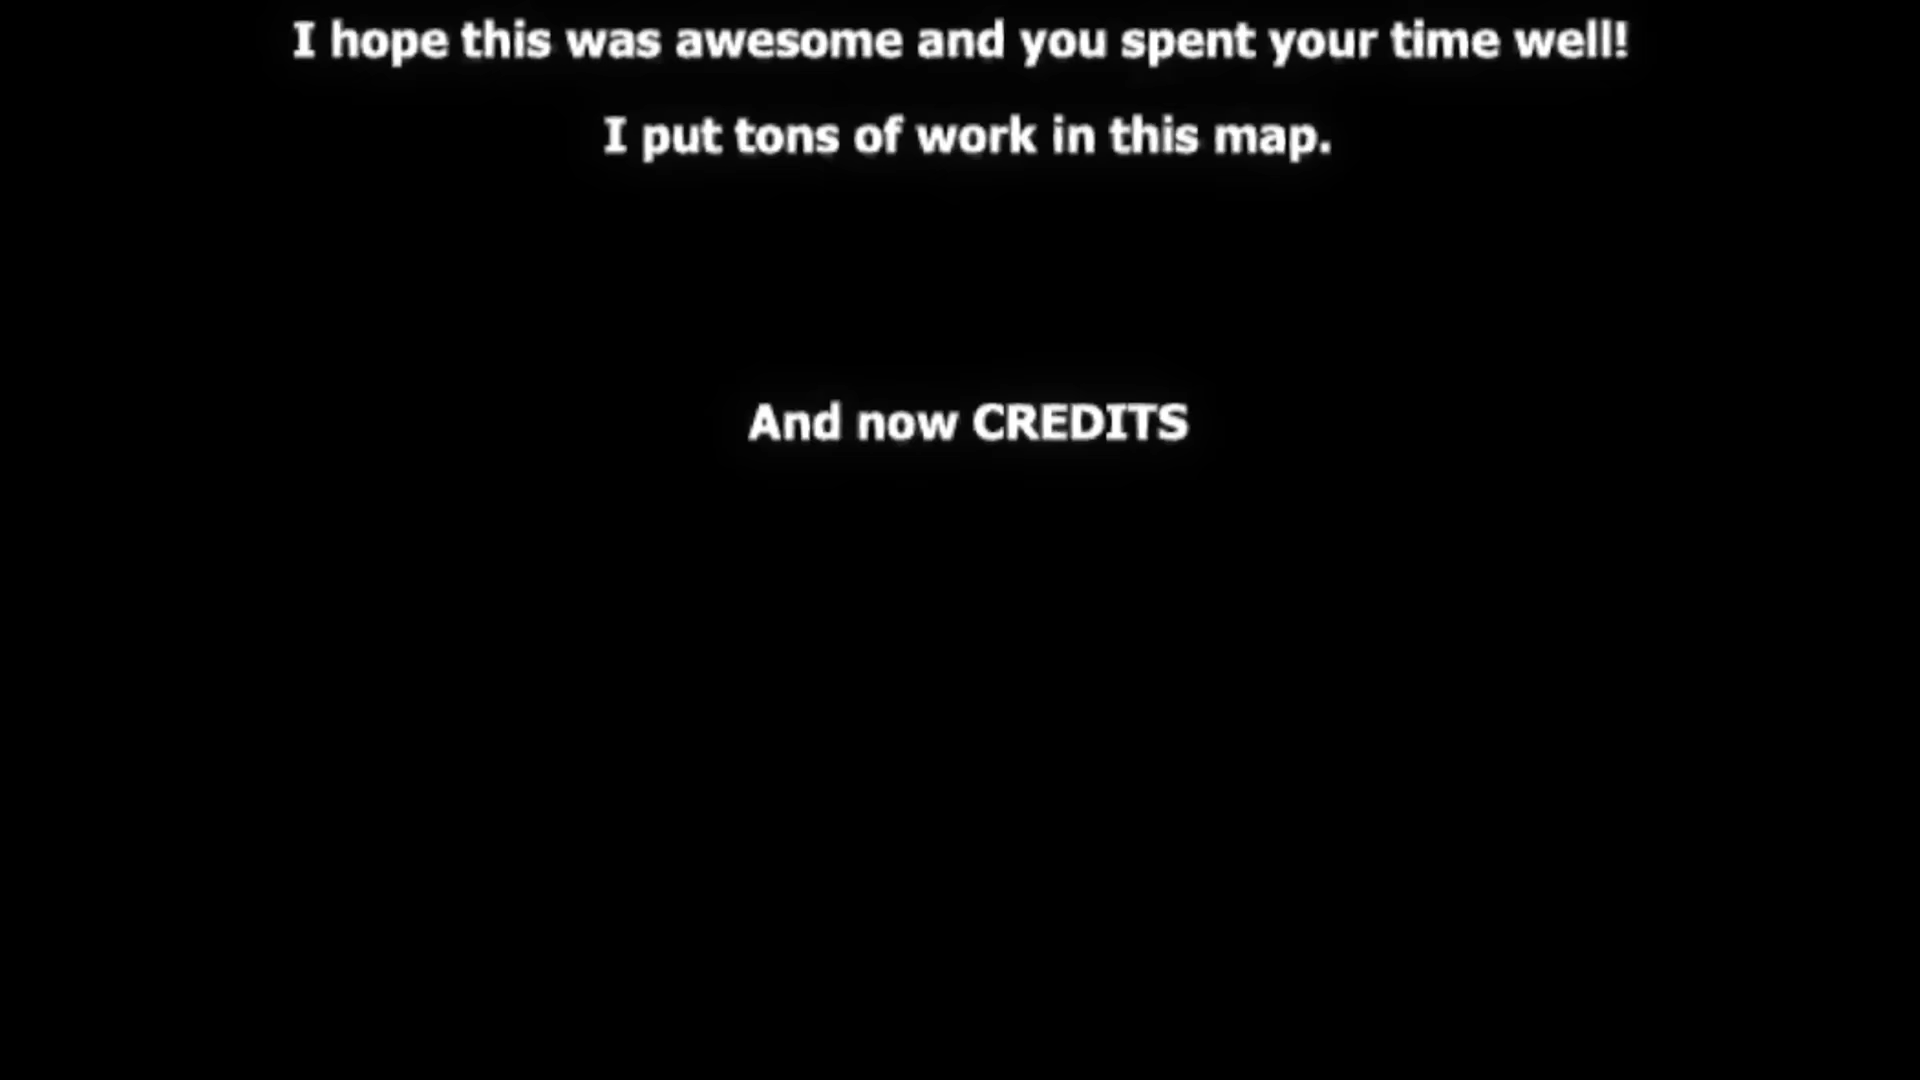 I hope this was awesome and you spent your time well!
I put tons of work in this map.
And now CREDITS